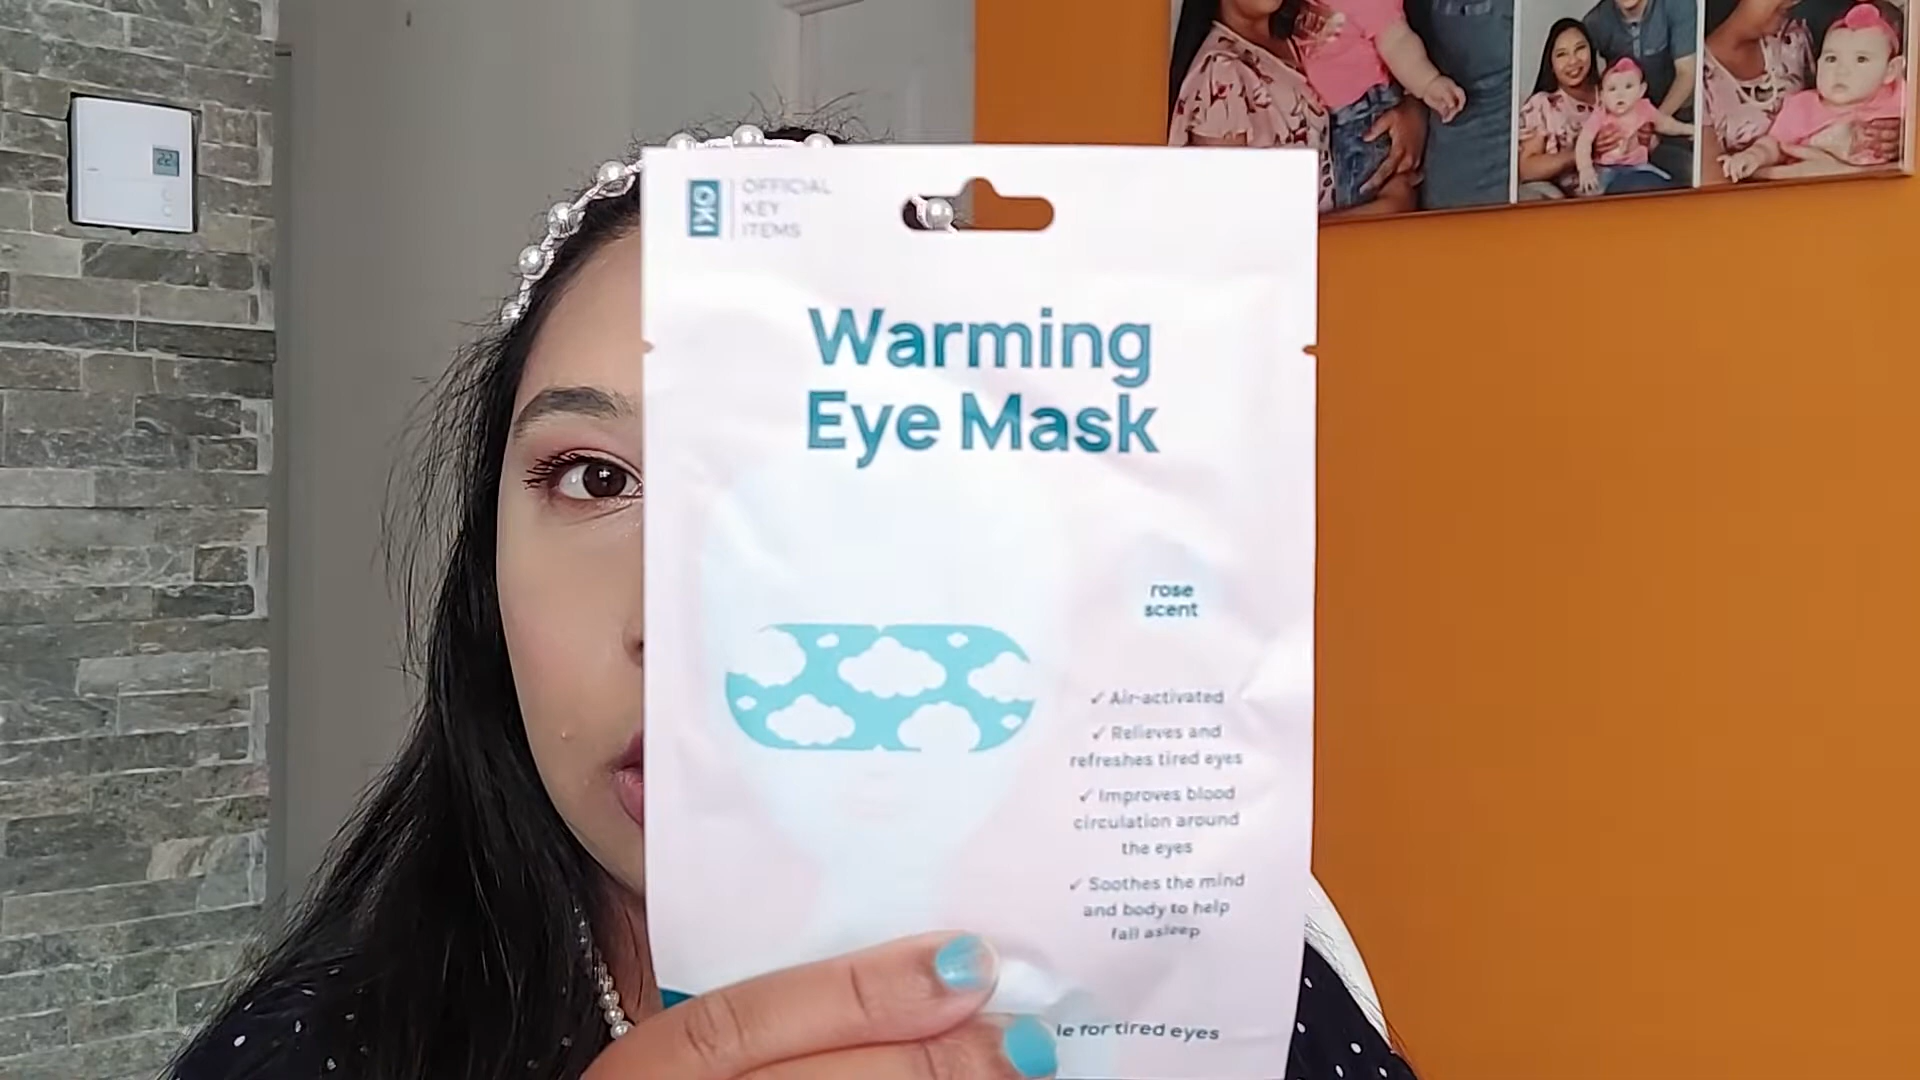 22
OKI
OFFICIAL
KEY
ITEMS
Warming
Eye Mask
rose
scent
✓ Air-activated
✓ Relieves and
refreshes tired eyes
✓ Improves blood
circulation around
the eyes
✓ Soothes the mind
and body to help
fall asleep
for tired eyes